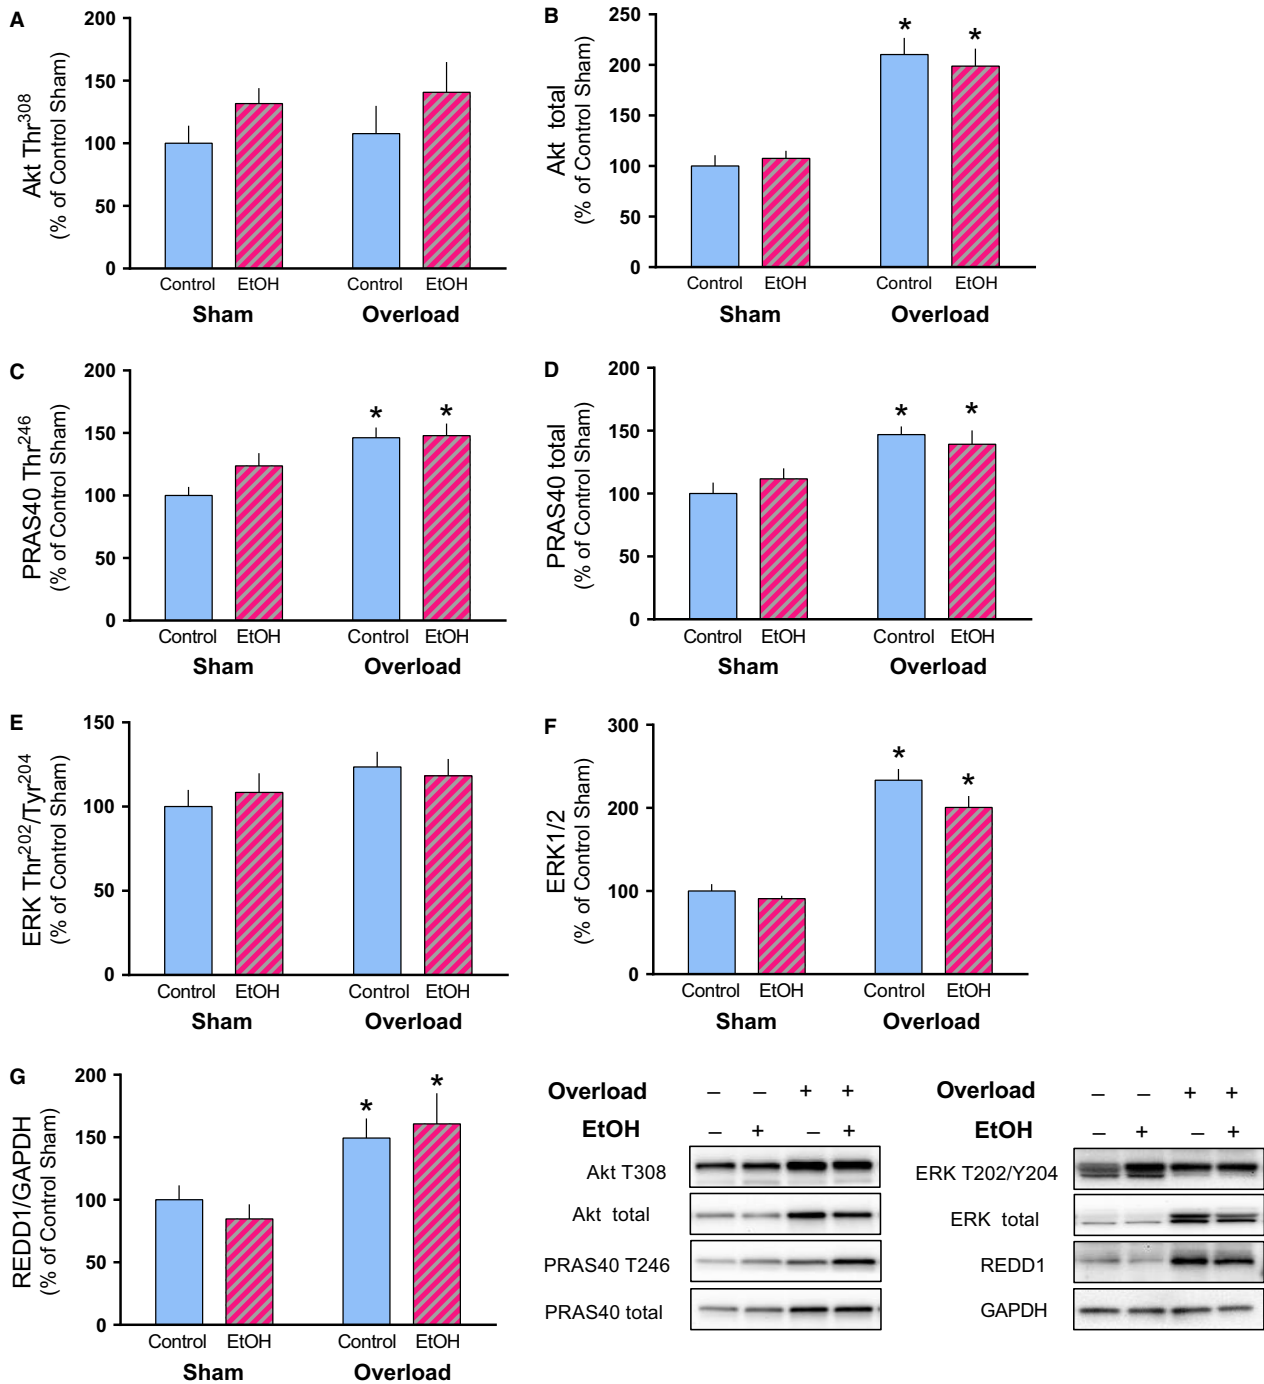 A
Akt Thr308
(% of Control Sham)
200
150
100
50
0
Control EtOH Control EtOH
Sham Overload
B
Akt total
(% of Control Sham)
250
200
150
100
50
0
* *
Control EtOH Control EtOH
Sham Overload
C
PRAS40 Thr246
(% of Control Sham)
200
150
100
50
0
* *
Control EtOH Control EtOH
Sham Overload
D
PRAS40 total
(% of Control Sham)
200
150
100
50
0
* *
Control EtOH Control EtOH
Sham Overload
E
ERK Thr202/Tyr204
(% of Control Sham)
150
100
50
0
Control EtOH Control EtOH
Sham Overload
F
ERK1/2
(% of Control Sham)
300
200
100
0
* *
Control EtOH Control EtOH
Sham Overload
G
REDD1/GAPDH
(% of Control Sham)
200
150
100
50
0
* *
Control EtOH Control EtOH
Sham Overload
Overload – – + +
EtOH – + – +
Akt T308
Akt total
PRAS40 T246
PRAS40 total
Overload – – + +
EtOH – + – +
ERK T202/Y204
ERK total
REDD1
GAPDH